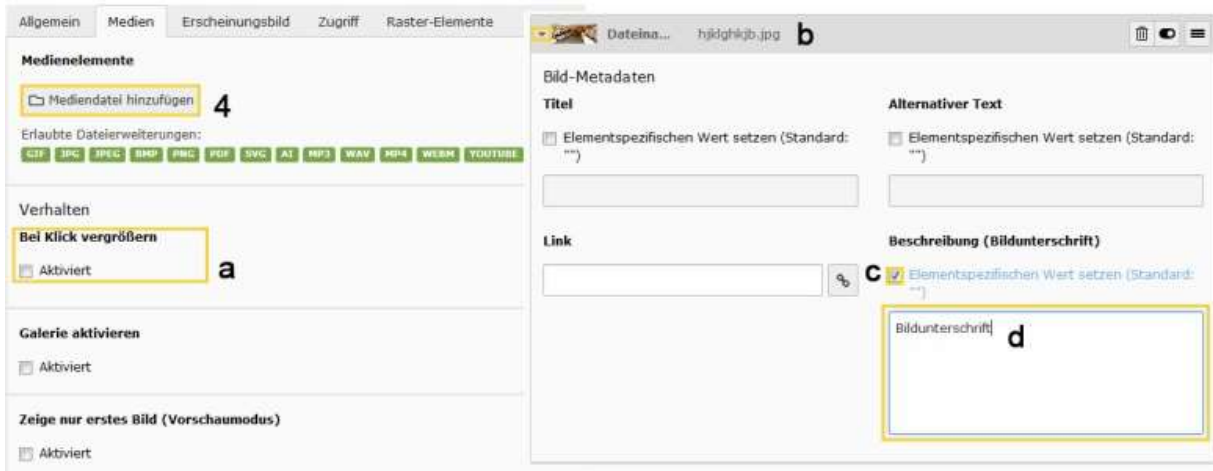 Allgemein Medien Erscheinungsbild Zugriff Raster-Elemente
Medienelemente
Mediendatei hinzufügen 4
Erlaubte Dateierweiterungen:
GIF JPG JPEG BMP PNG PDF SVG AI MP3 WAV MP4 WEBM YOUTUBE
Verhalten
Bei Klick vergrößern
Aktiviert a
Galerie aktivieren
Aktiviert
Zeige nur erstes Bild (Vorschaumodus)
Aktiviert
Dateina... hjklghkjb.jpg b
Bild-Metadaten
Titel
Elementspezifischen Wert setzen (Standard:
"")
Alternativer Text
Elementspezifischen Wert setzen (Standard:
"")
Link
Beschreibung (Bildunterschrift)
c Elementspezifischen Wert setzen (Standard:
"")
Bildunterschrift d